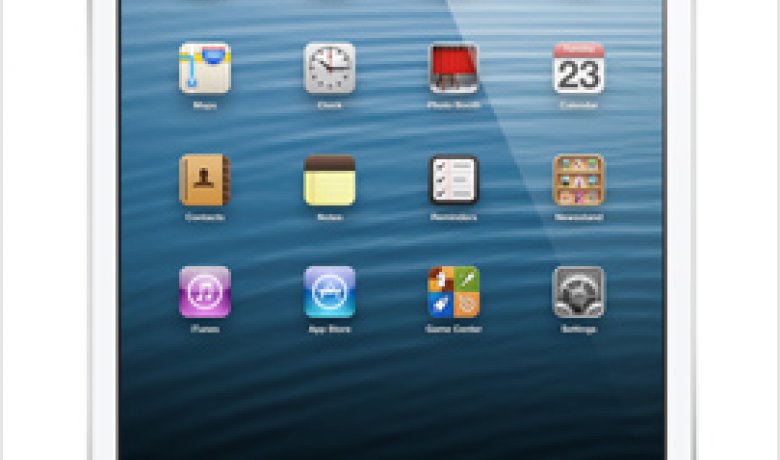 Tuesday
23
Maps
Clock
Photo Booth
Calendar
Contacts
Notes
Reminders
Newsstand
iTunes
App Store
Game Center
Settings